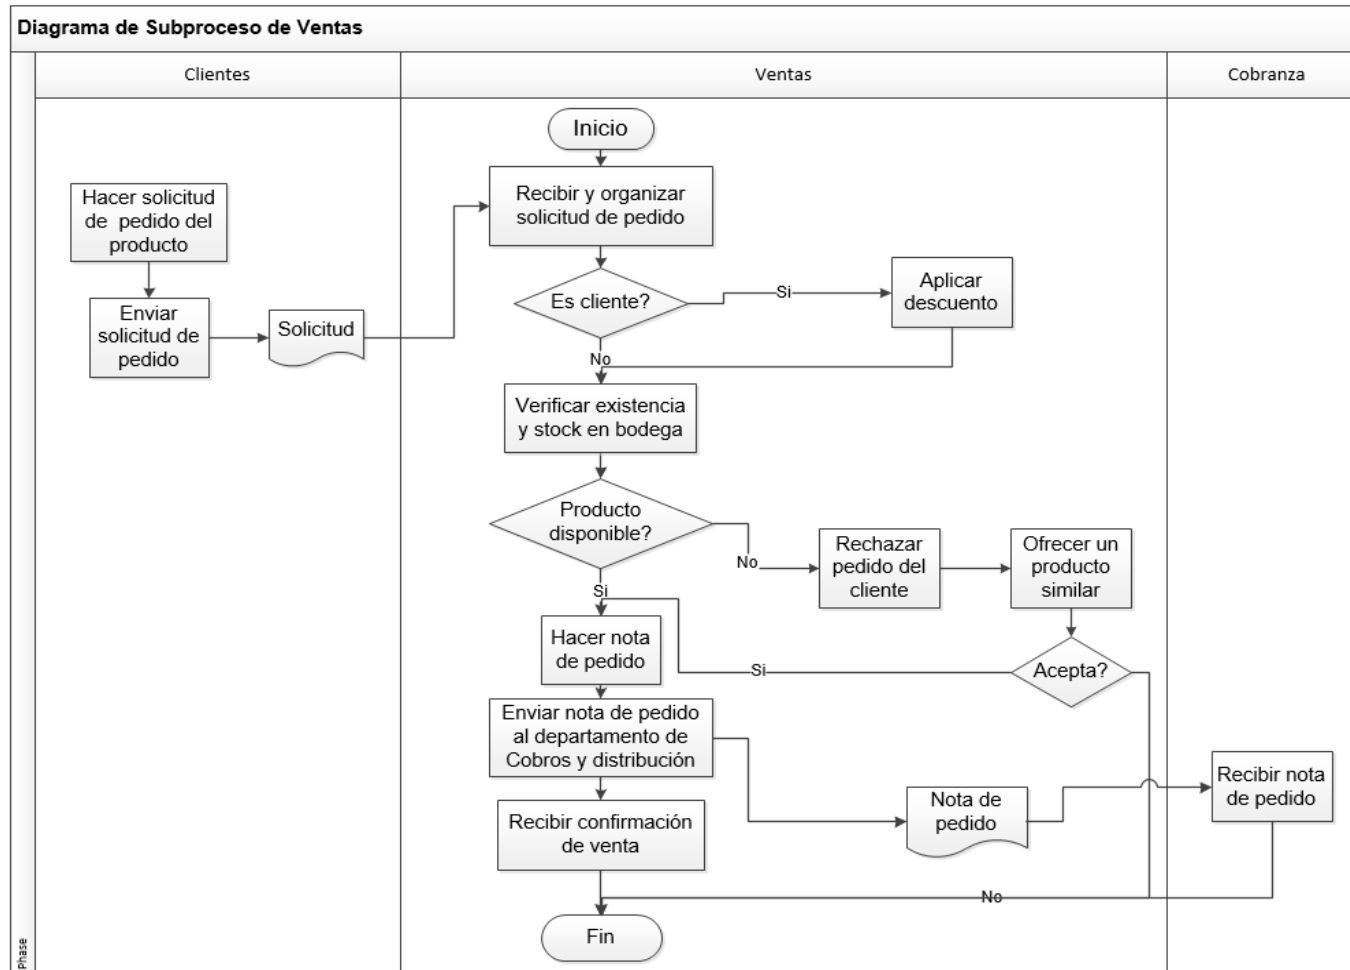 Diagrama de Subproceso de Ventas
Clientes
Ventas
Cobranza
Inicio
Hacer solicitud
de pedido del
producto
Recibir y organizar
solicitud de pedido
Enviar
solicitud de
pedido
Solicitud
Es cliente?
Si
Aplicar
descuento
No
Verificar existencia
y stock en bodega
Producto
disponible?
No
Rechazar
pedido del
cliente
Ofrecer un
producto
similar
Si
Hacer nota
de pedido
Si
Acepta?
Enviar nota de pedido
al departamento de
Cobros y distribución
Recibir nota
de pedido
Nota de
pedido
Recibir confirmación
de venta
No
Fin
Phase